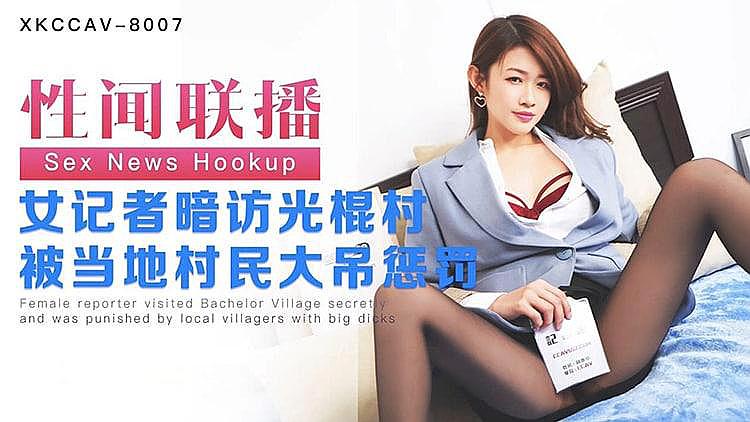 XKCCAV-8007
性闻联播
Sex News Hookup
女记者暗访光棍村
被当地村民大吊惩罚
Female reporter visited Bachelor Village secretly
and was punished by local villagers with big dicks